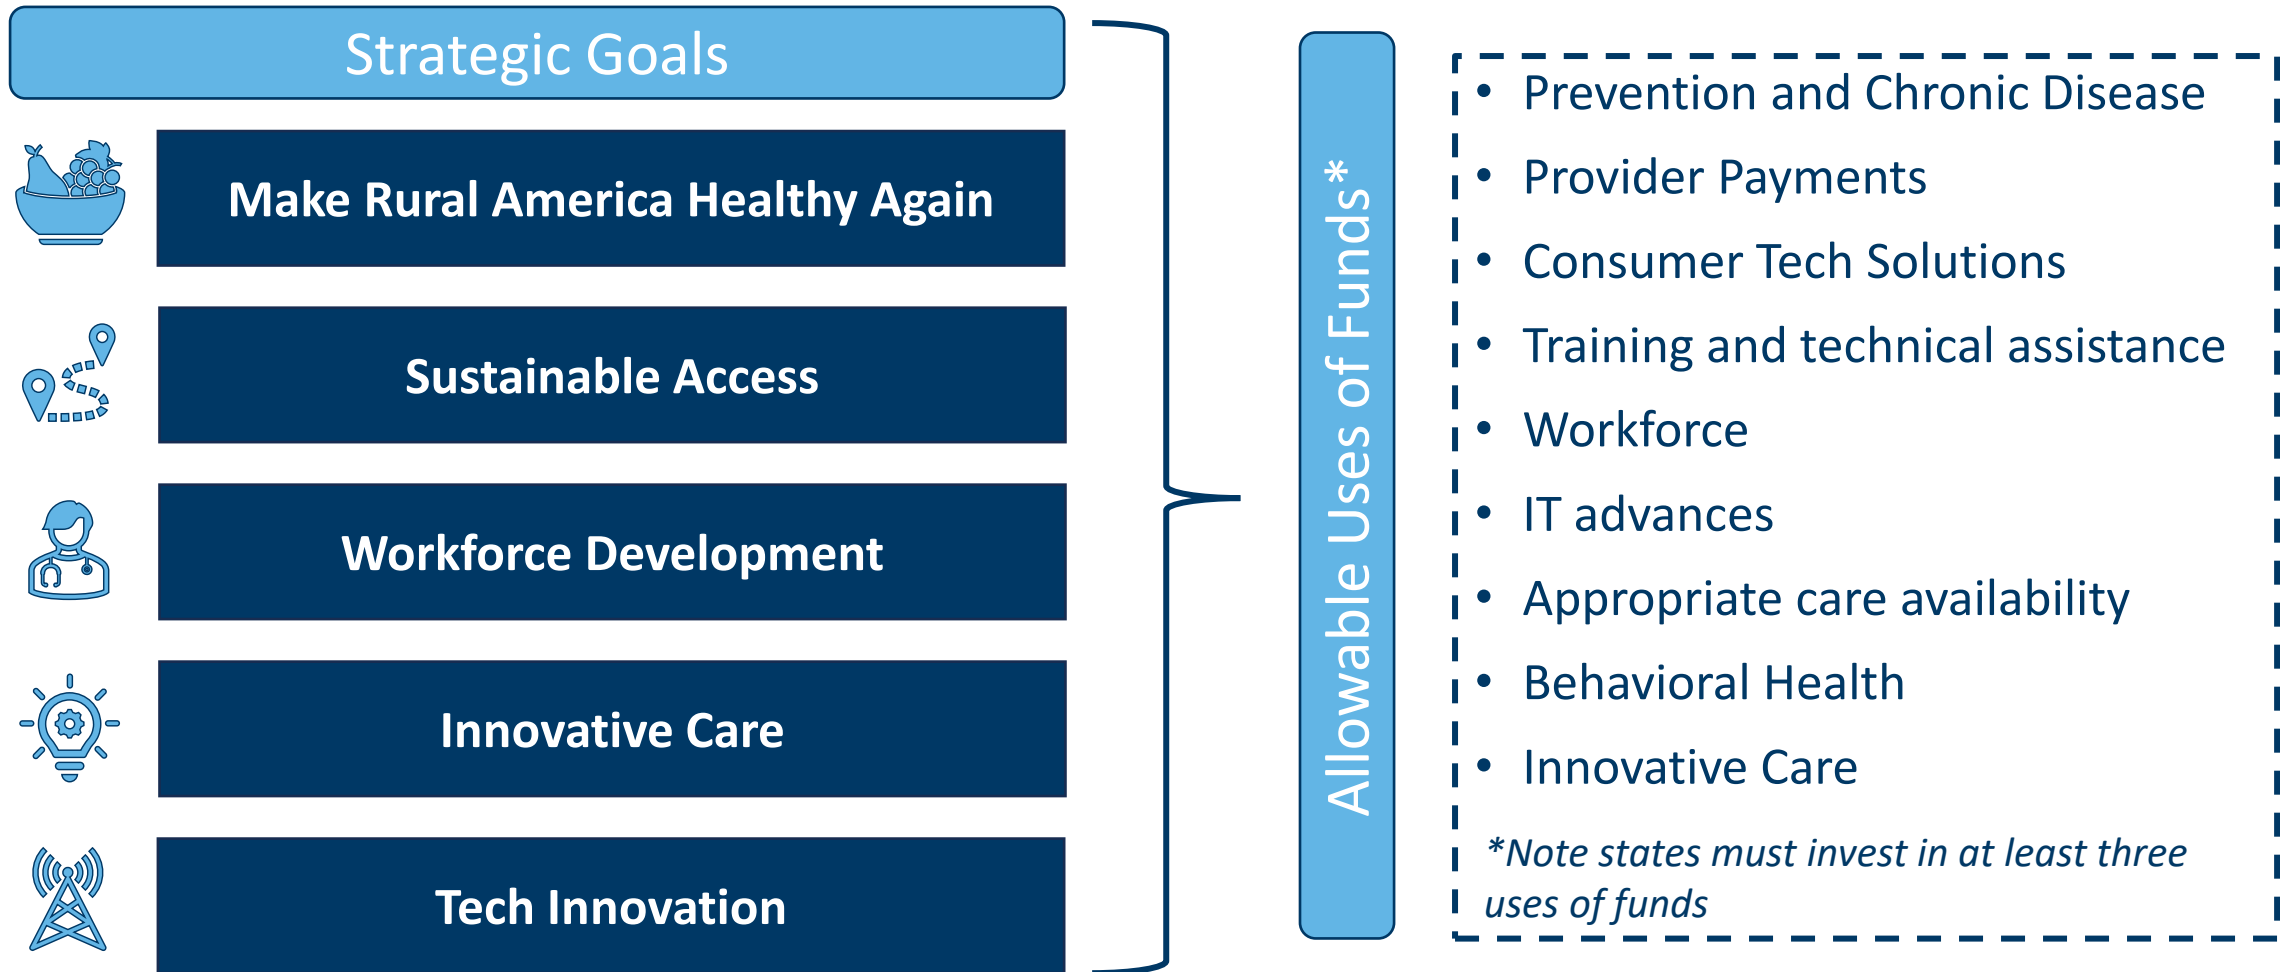 Strategic Goals
Make Rural America Healthy Again
Sustainable Access
Workforce Development
Innovative Care
Tech Innovation
Allowable Uses of Funds*
• Prevention and Chronic Disease
• Provider Payments
• Consumer Tech Solutions
• Training and technical assistance
• Workforce
• IT advances
• Appropriate care availability
• Behavioral Health
• Innovative Care
*Note states must invest in at least three
uses of funds